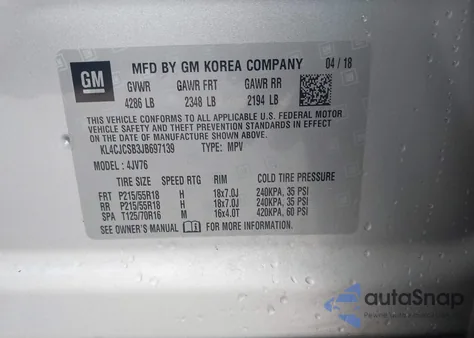 GM
MFD BY GM KOREA COMPANY 04 / 18
GVWR GAWR FRT GAWR RR
4286 LB 2348 LB 2194 LB
THIS VEHICLE CONFORMS TO ALL APPLICABLE U.S. FEDERAL MOTOR
VEHICLE SAFETY, BUMPER, AND THEFT PREVENTION STANDARDS IN
EFFECT ON THE DATE OF MANUFACTURE SHOWN ABOVE.
KL4CJCSB3JB697139 TYPE: MPV
MODEL: 4JV76
TIRE SIZE SPEED RTG RIM COLD TIRE PRESSURE
FRT P215/55R18 H 18x7.0J 240KPA, 35 PSI
RR P215/55R18 H 18x7.0J 240KPA, 35 PSI
SPA T125/70R16 M 16x4.0T 420KPA, 60 PSI
SEE OWNER'S MANUAL FOR MORE INFORMATION
autoSnap
Powered by AutoAstat